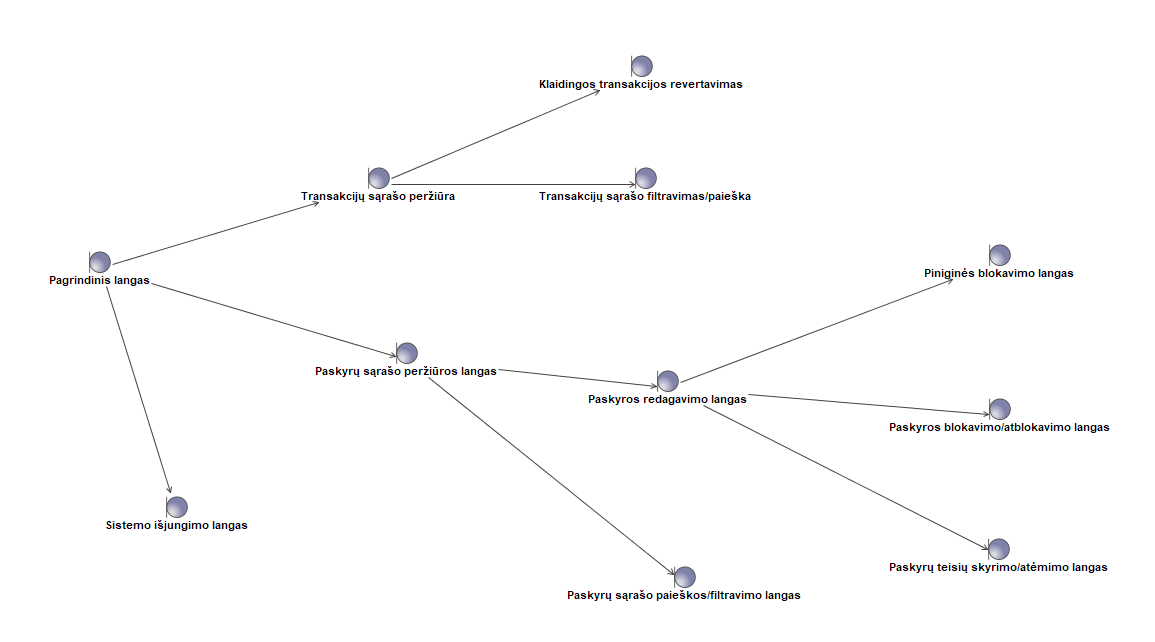 Klaidingos transakcijos revertavimas
Transakcijų sąrašo peržiūra
Transakcijų sąrašo filtravimas/paieška
Pagrindinis langas
Piniginės blokavimo langas
Paskyrų sąrašo peržiūros langas
Paskyros redagavimo langas
Paskyros blokavimo/atblokavimo langas
Sistemo išjungimo langas
Paskyrų teisių skyrimo/atėmimo langas
Paskyrų sąrašo paieškos/filtravimo langas